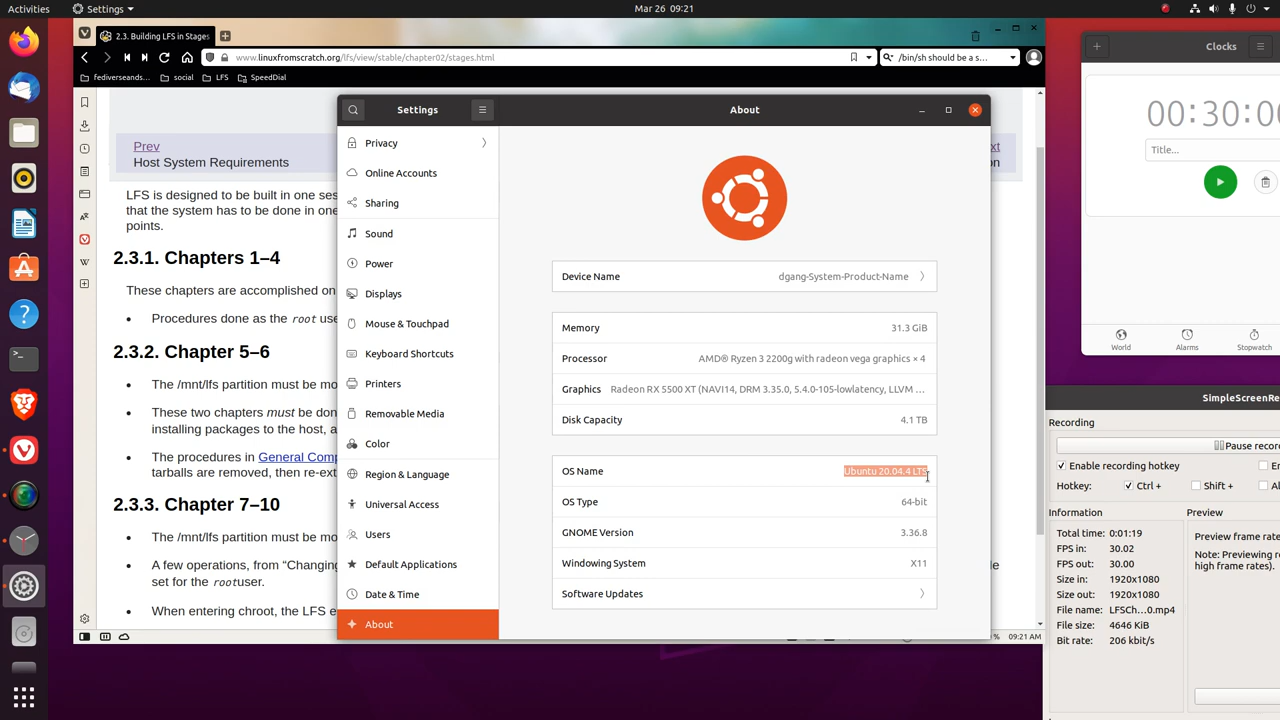 Activities
Settings
Mar 26 09:21
2.3. Building LFS in Stages
www.linuxfromscratch.org/lfs/view/stable/chapter02/stages.html
/bin/sh should be a s...
fediverseands...
social
LFS
SpeedDial
Prev
Host System Requirements
LFS is designed to be built in one ses
that the system has to be done in one
points.
2.3.1. Chapters 1–4
These chapters are accomplished on
• Procedures done as the root use
2.3.2. Chapter 5–6
• The /mnt/lfs partition must be mo
• These two chapters must be don
installing packages to the host, a
• The procedures in General Comp
tarballs are removed, then re-ext
2.3.3. Chapter 7–10
• The /mnt/lfs partition must be mo
• A few operations, from “Changing
set for the rootuser.
• When entering chroot, the LFS e
09:21 AM
Settings
Privacy
Online Accounts
Sharing
Sound
Power
Displays
Mouse & Touchpad
Keyboard Shortcuts
Printers
Removable Media
Color
Region & Language
Universal Access
Users
Default Applications
Date & Time
About
About
Device Name dgang-System-Product-Name
Memory 31.3 GiB
Processor AMD® Ryzen 3 2200g with radeon vega graphics × 4
Graphics Radeon RX 5500 XT (NAVI14, DRM 3.35.0, 5.4.0-105-lowlatency, LLVM ...
Disk Capacity 4.1 TB
OS Name Ubuntu 20.04.4 LTS
OS Type 64-bit
GNOME Version 3.36.8
Windowing System X11
Software Updates
Clocks
00:30:0
Title...
World
Alarms
Stopwatch
SimpleScreenRe
Recording
Pause recor
Enable recording hotkey
En
Hotkey: Ctrl + Shift + Al
Information
Total time: 0:01:19
FPS in: 30.02
FPS out: 30.00
Size in: 1920x1080
Size out: 1920x1080
File name: LFSCh...0.mp4
File size: 4646 KiB
Bit rate: 206 kbit/s
Preview
Preview frame rate
Note: Previewing r
high frame rates).